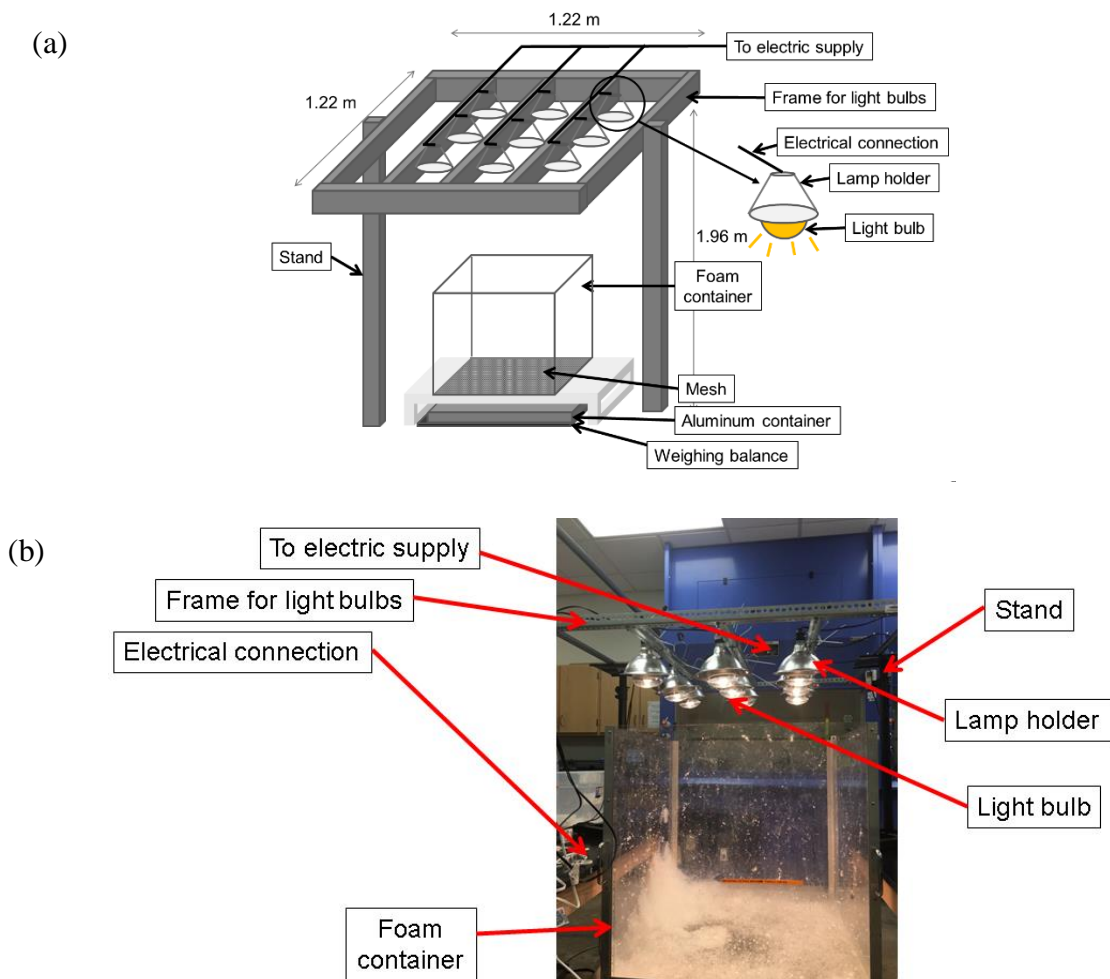 (a)
1.22 m
To electric supply
1.22 m
Frame for light bulbs
Electrical connection
Lamp holder
Light bulb
1.96 m
Stand
Foam
container
Mesh
Aluminum container
Weighing balance
(b)
To electric supply
Frame for light bulbs
Electrical connection
Stand
Lamp holder
Light bulb
Foam
container